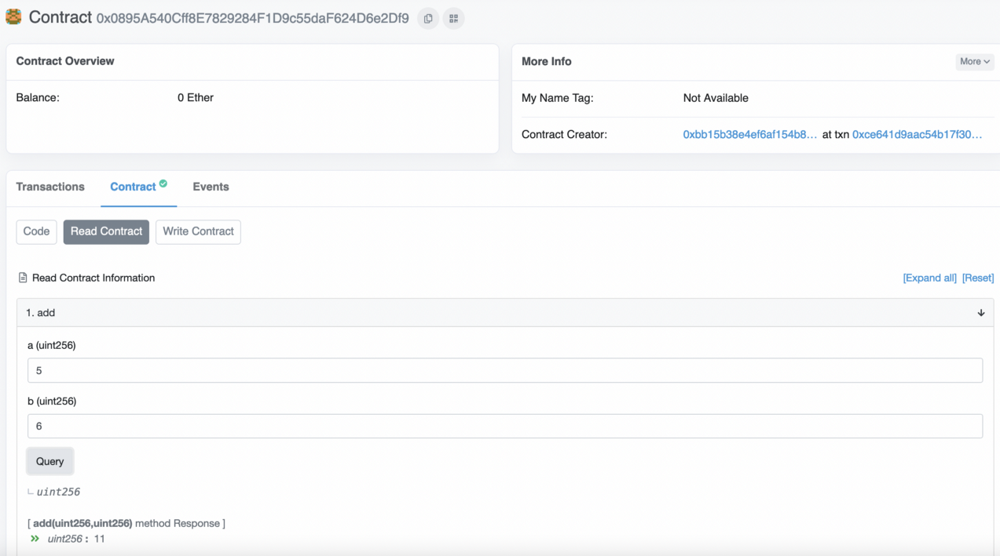 Contract 0x0895A540Cff8E7829284F1D9c55daF624D6e2Df9
Contract Overview
Balance: 0 Ether
More Info
More
My Name Tag: Not Available
Contract Creator: 0xbb15b38e4ef6af154b8... at txn 0xce641d9aac54b17f30...
Transactions Contract Events
Code Read Contract Write Contract
Read Contract Information [Expand all] [Reset]
1. add
a (uint256)
5
b (uint256)
6
Query
uint256
[ add(uint256,uint256) method Response ]
uint256 : 11